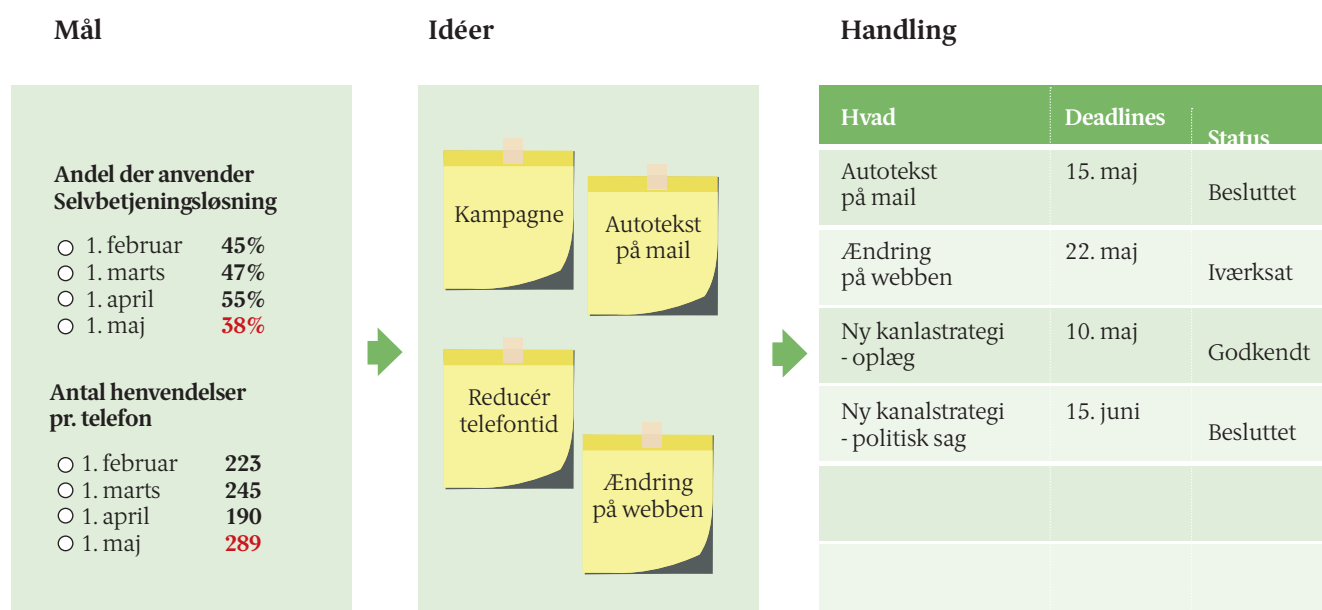 Mål
Idéer
Handling
Andel der anvender
Selvbetjeningsløsning
1. februar 45%
1. marts 47%
1. april 55%
1. maj 38%
Antal henvendelser
pr. telefon
1. februar 223
1. marts 245
1. april 190
1. maj 289
Kampagne
Autotekst
på mail
Reducér
telefontid
Ændring
på webben
Hvad Deadlines Status
Autotekst 15. maj
på mail Besluttet
Ændring 22. maj
på webben Iværksat
Ny kanlastrategi 10. maj
- oplæg Godkendt
Ny kanalstrategi 15. juni
- politisk sag Besluttet